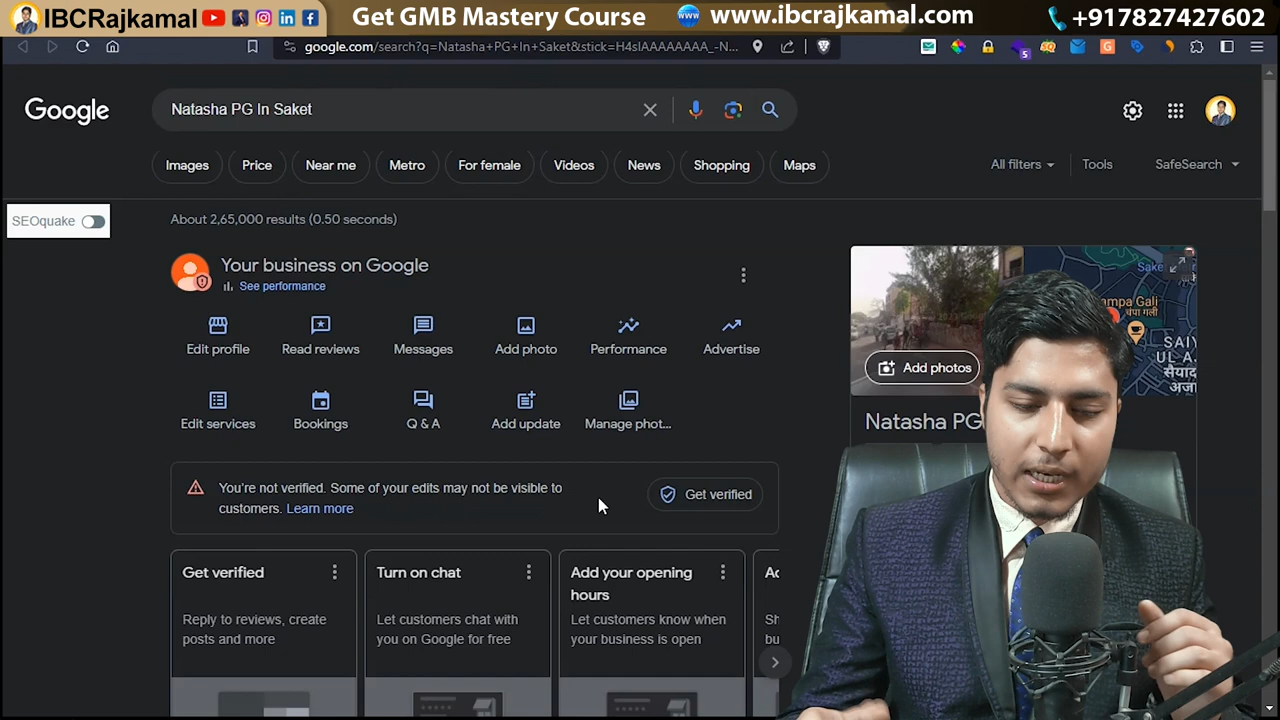 IBCRajkamal
Get GMB Mastery Course
www.ibcrajkamal.com
+917827427602
google.com/search?q=Natasha+PG+In+Saket&stick=H4sIAAAAAAAA_-N...
5
Google
Natasha PG In Saket
Images
Price
Near me
Metro
For female
Videos
News
Shopping
Maps
All filters
Tools
SafeSearch
SEOquake
About 2,65,000 results (0.50 seconds)
Your business on Google
See performance
Edit profile
Read reviews
Messages
Add photo
Performance
Advertise
Edit services
Bookings
Q & A
Add update
Manage phot...
You're not verified. Some of your edits may not be visible to
customers. Learn more
Get verified
Get verified
Reply to reviews, create
posts and more
Turn on chat
Let customers chat with
you on Google for free
Add your opening
hours
Let customers know when
your business is open
Add photos
Natasha PG